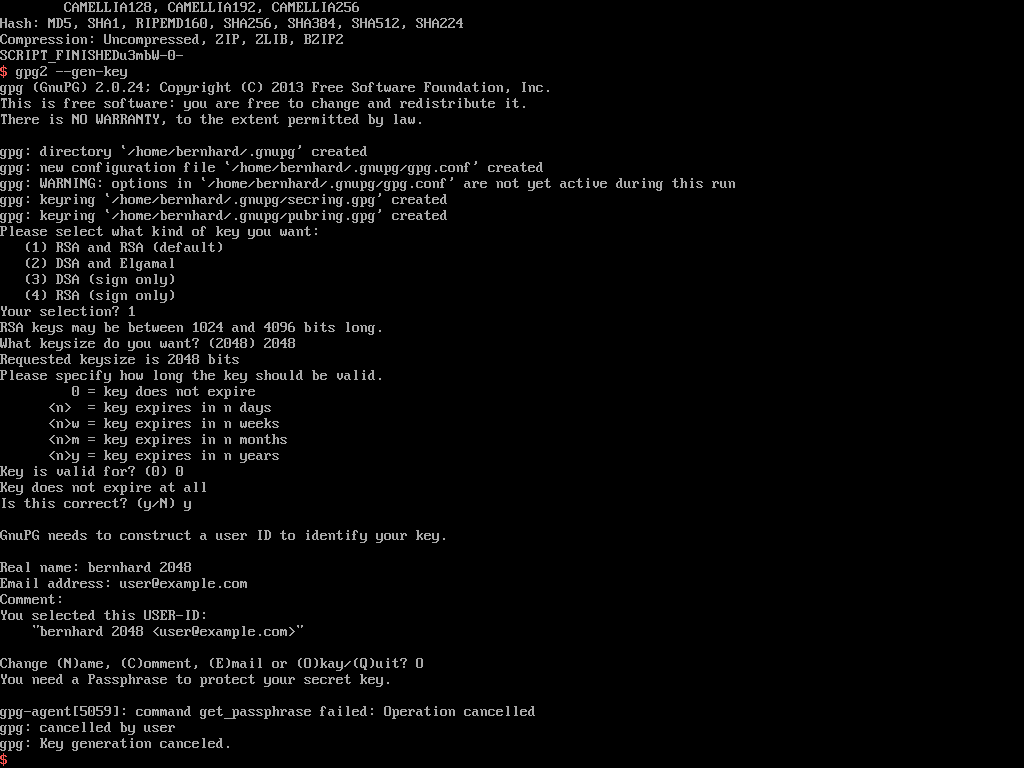 CAMELLIA128, CAMELLIA192, CAMELLIA256
Hash: MD5, SHA1, RIPEMD160, SHA256, SHA384, SHA512, SHA224
Compression: Uncompressed, ZIP, ZLIB, BZIP2
SCRIPT_FINISHEDu3mbW-0-
$ gpg2 --gen-key
gpg (GnuPG) 2.0.24; Copyright (C) 2013 Free Software Foundation, Inc.
This is free software: you are free to change and redistribute it.
There is NO WARRANTY, to the extent permitted by law.

gpg: directory `/home/bernhard/.gnupg' created
gpg: new configuration file `/home/bernhard/.gnupg/gpg.conf' created
gpg: WARNING: options in `/home/bernhard/.gnupg/gpg.conf' are not yet active during this run
gpg: keyring `/home/bernhard/.gnupg/secring.gpg' created
gpg: keyring `/home/bernhard/.gnupg/pubring.gpg' created
Please select what kind of key you want:
   (1) RSA and RSA (default)
   (2) DSA and Elgamal
   (3) DSA (sign only)
   (4) RSA (sign only)
Your selection? 1
RSA keys may be between 1024 and 4096 bits long.
What keysize do you want? (2048) 2048
Requested keysize is 2048 bits
Please specify how long the key should be valid.
         0 = key does not expire
      <n>  = key expires in n days
      <n>w = key expires in n weeks
      <n>m = key expires in n months
      <n>y = key expires in n years
Key is valid for? (0) 0
Key does not expire at all
Is this correct? (y/N) y

GnuPG needs to construct a user ID to identify your key.

Real name: bernhard 2048
Email address: user@example.com
Comment:
You selected this USER-ID:
    "bernhard 2048 <user@example.com>"

Change (N)ame, (C)omment, (E)mail or (O)kay/(Q)uit? O
You need a Passphrase to protect your secret key.

gpg-agent[5059]: command get_passphrase failed: Operation cancelled
gpg: cancelled by user
gpg: Key generation canceled.
$